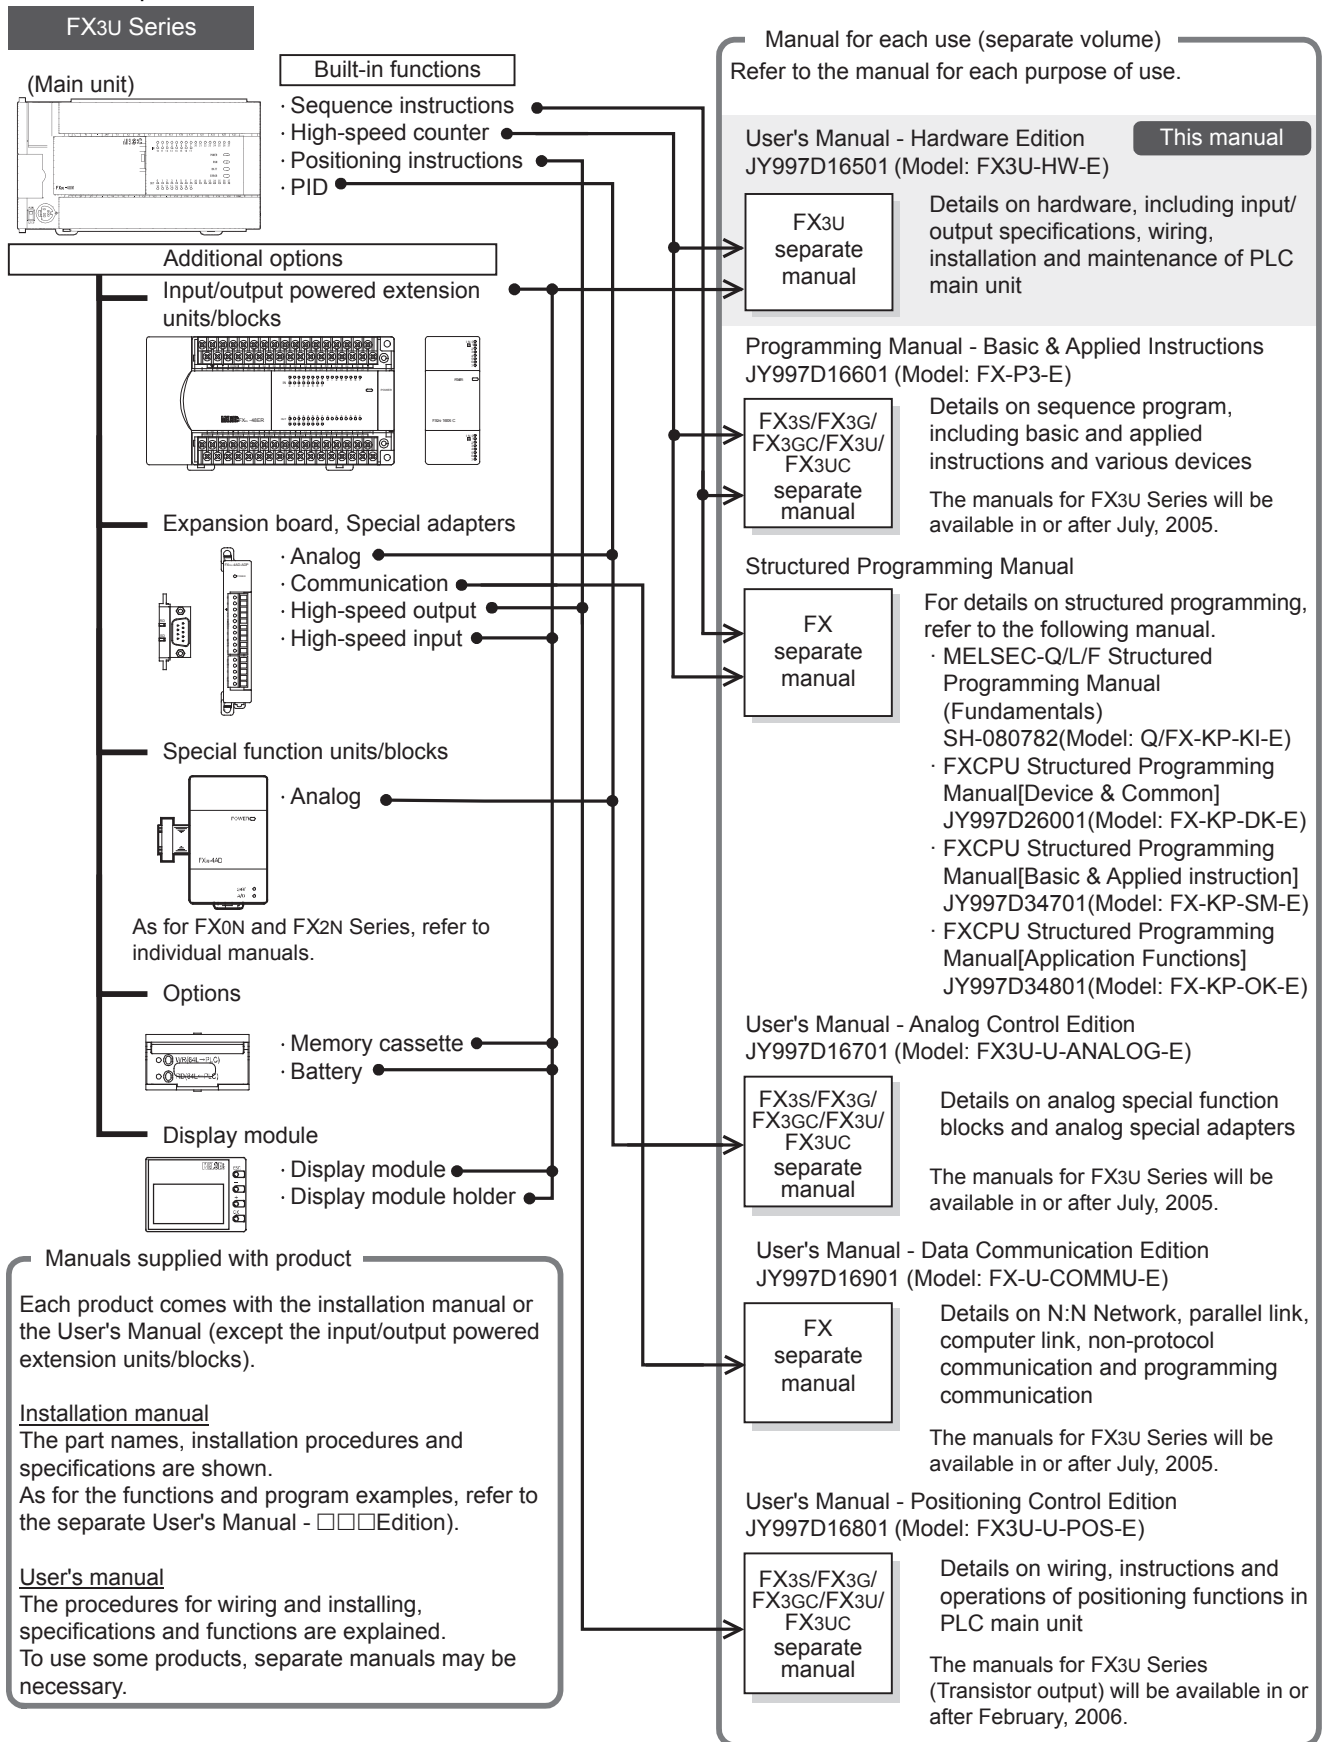 FX3U Series
(Main unit)
Built-in functions
· Sequence instructions
· High-speed counter
· Positioning instructions
· PID
Additional options
Input/output powered extension
units/blocks
Expansion board, Special adapters
· Analog
· Communication
· High-speed output
· High-speed input
Special function units/blocks
POWER
· Analog
As for FX0N and FX2N Series, refer to
individual manuals.
Options
· Memory cassette
· Battery
Display module
· Display module
· Display module holder
Manuals supplied with product
Each product comes with the installation manual or
the User's Manual (except the input/output powered
extension units/blocks).
Installation manual
The part names, installation procedures and
specifications are shown.
As for the functions and program examples, refer to
the separate User's Manual - □□□Edition).
User's manual
The procedures for wiring and installing,
specifications and functions are explained.
To use some products, separate manuals may be
necessary.
Manual for each use (separate volume)
Refer to the manual for each purpose of use.
User's Manual - Hardware Edition
This manual
JY997D16501 (Model: FX3U-HW-E)
FX3U
separate
manual
Details on hardware, including input/
output specifications, wiring,
installation and maintenance of PLC
main unit
Programming Manual - Basic & Applied Instructions
JY997D16601 (Model: FX-P3-E)
FX3S/FX3G/
FX3GC/FX3U/
FX3UC
separate
manual
Details on sequence program,
including basic and applied
instructions and various devices
The manuals for FX3U Series will be
available in or after July, 2005.
Structured Programming Manual
FX
separate
manual
For details on structured programming,
refer to the following manual.
· MELSEC-Q/L/F Structured
Programming Manual
(Fundamentals)
SH-080782(Model: Q/FX-KP-KI-E)
· FXCPU Structured Programming
Manual[Device & Common]
JY997D26001(Model: FX-KP-DK-E)
· FXCPU Structured Programming
Manual[Basic & Applied instruction]
JY997D34701(Model: FX-KP-SM-E)
· FXCPU Structured Programming
Manual[Application Functions]
JY997D34801(Model: FX-KP-OK-E)
User's Manual - Analog Control Edition
JY997D16701 (Model: FX3U-U-ANALOG-E)
FX3S/FX3G/
FX3GC/FX3U/
FX3UC
separate
manual
Details on analog special function
blocks and analog special adapters
The manuals for FX3U Series will be
available in or after July, 2005.
User's Manual - Data Communication Edition
JY997D16901 (Model: FX-U-COMMU-E)
FX
separate
manual
Details on N:N Network, parallel link,
computer link, non-protocol
communication and programming
communication
The manuals for FX3U Series will be
available in or after July, 2005.
User's Manual - Positioning Control Edition
JY997D16801 (Model: FX3U-U-POS-E)
FX3S/FX3G/
FX3GC/FX3U/
FX3UC
separate
manual
Details on wiring, instructions and
operations of positioning functions in
PLC main unit
The manuals for FX3U Series
(Transistor output) will be available in or
after February, 2006.